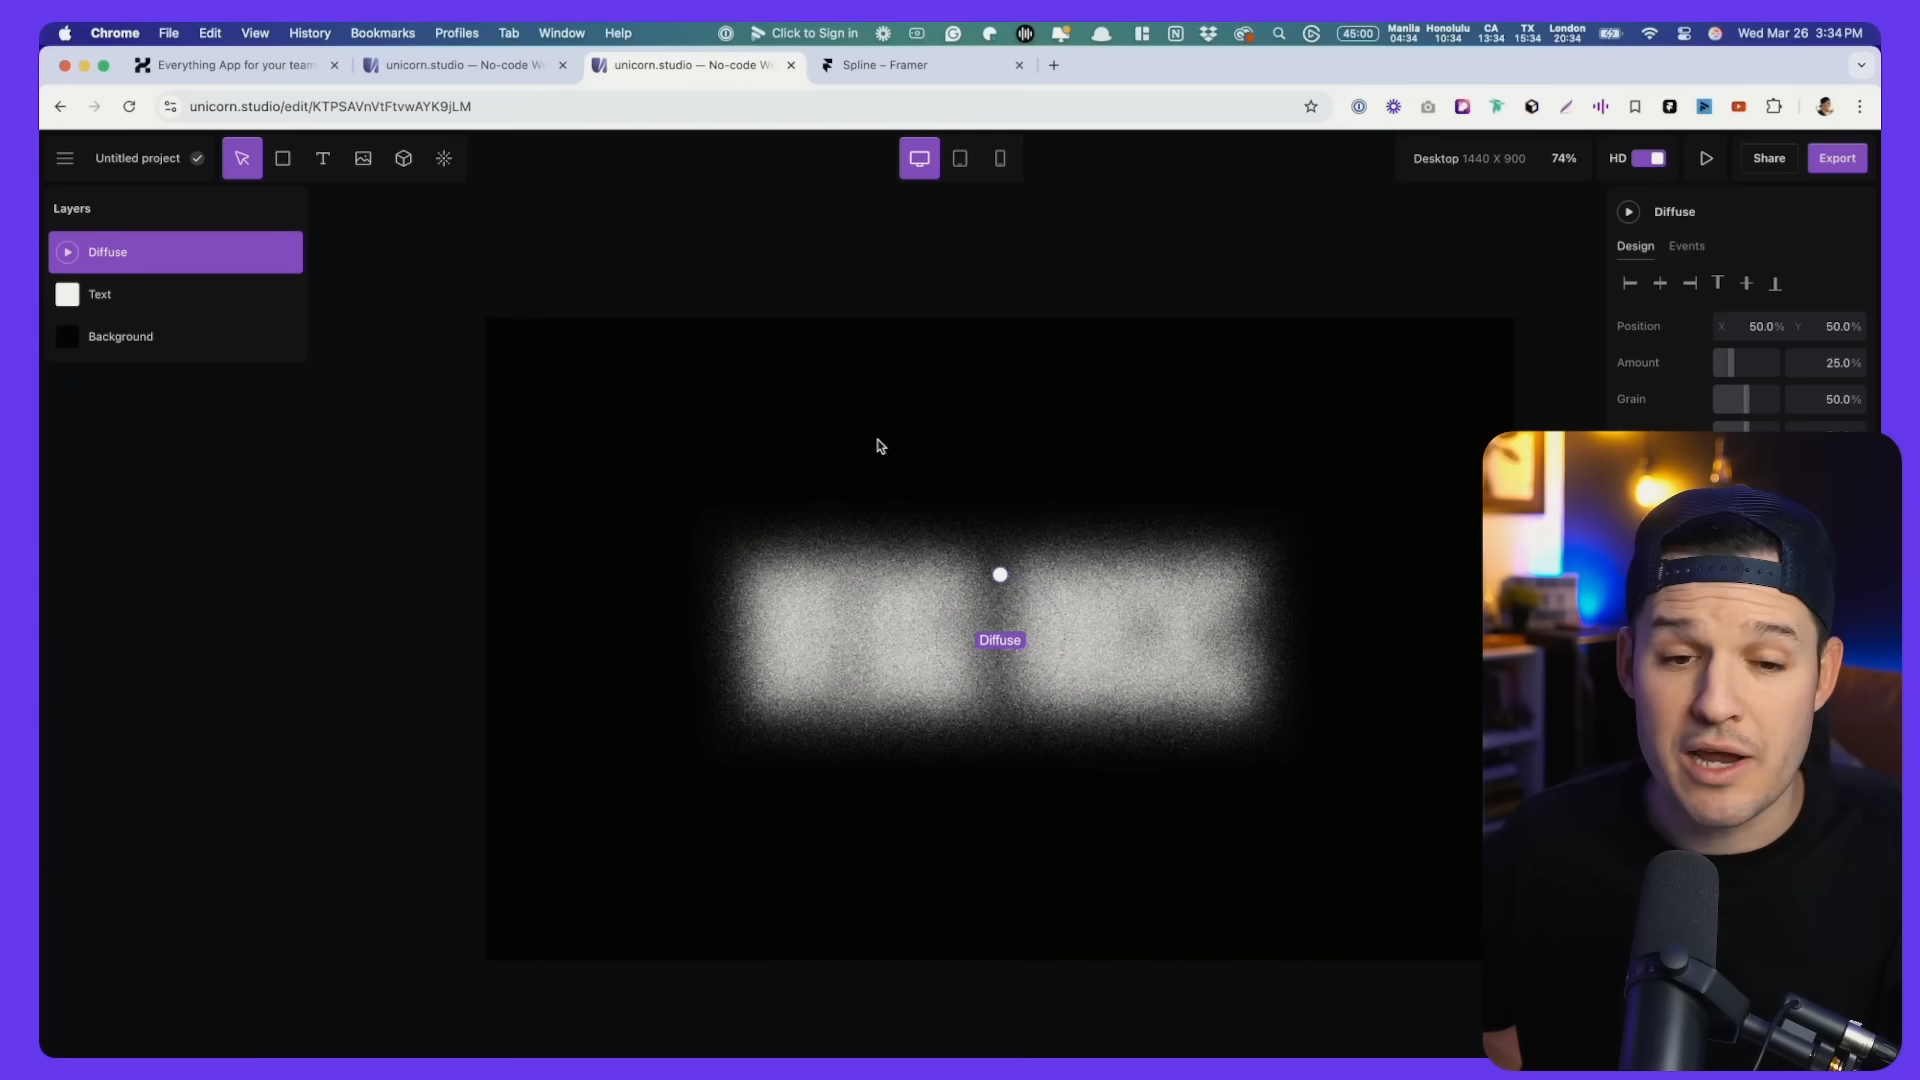 Chrome File Edit View History Bookmarks Profiles Tab Window Help
Click to Sign in
45:00
Manila 04:34
Honolulu 10:34
CA 13:34
TX 15:34
London 20:34
Wed Mar 26 3:34 PM
Everything App for your team
unicorn.studio — No-code We
unicorn.studio — No-code We
Spline – Framer
unicorn.studio/edit/KTPSAVnVtFtvwAYK9jLM
Untitled project
Desktop 1440 X 900 74% HD Share Export
Layers
Diffuse
Text
Background
Diffuse
Diffuse
Design Events
Position X 50.0% Y 50.0%
Amount 25.0%
Grain 50.0%